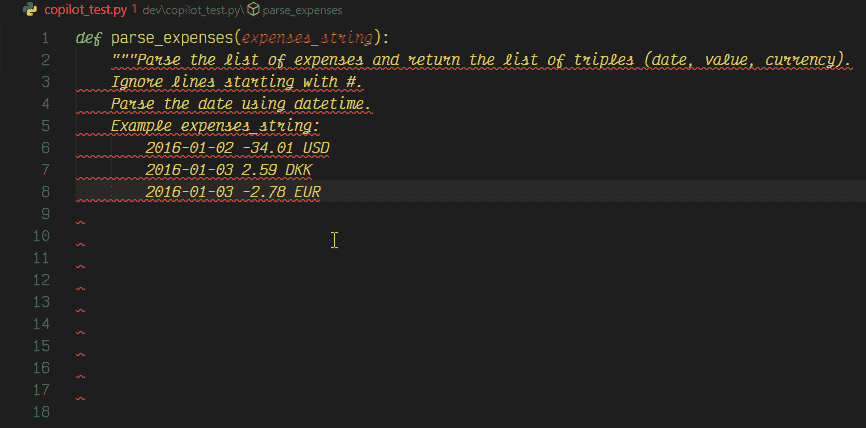 copilot_test.py 1 dev\copilot_test.py\ parse_expenses
1 def parse_expenses(expenses_string):
2 """Parse the list of expenses and return the list of triples (date, value, currency).
3 Ignore lines starting with #.
4 Parse the date using datetime.
5 Example expenses_string:
6 2016-01-02 -34.01 USD
7 2016-01-03 2.59 DKK
8 2016-01-03 -2.78 EUR
9
10
11
12
13
14
15
16
17
18